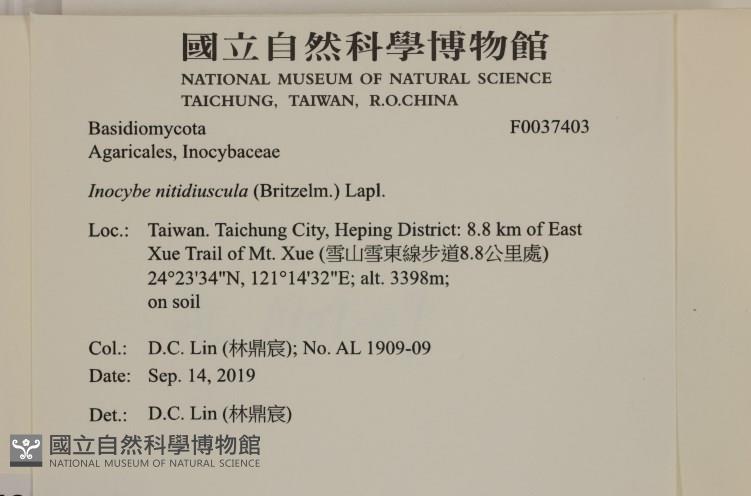 國立自然科學博物館
NATIONAL MUSEUM OF NATURAL SCIENCE
TAICHUNG, TAIWAN, R.O.CHINA
Basidiomycota F0037403
Agaricales, Inocybaceae
Inocybe nitidiuscula (Britzelm.) Lapl.
Loc.: Taiwan. Taichung City, Heping District: 8.8 km of East
Xue Trail of Mt. Xue (雪山雪東線步道8.8公里處)
24°23'34"N, 121°14'32"E; alt. 3398m;
on soil
Col.: D.C. Lin (林鼎宸); No. AL 1909-09
Date: Sep. 14, 2019
Det.: D.C. Lin (林鼎宸)
國立自然科學博物館
NATIONAL MUSEUM OF NATURAL SCIENCE